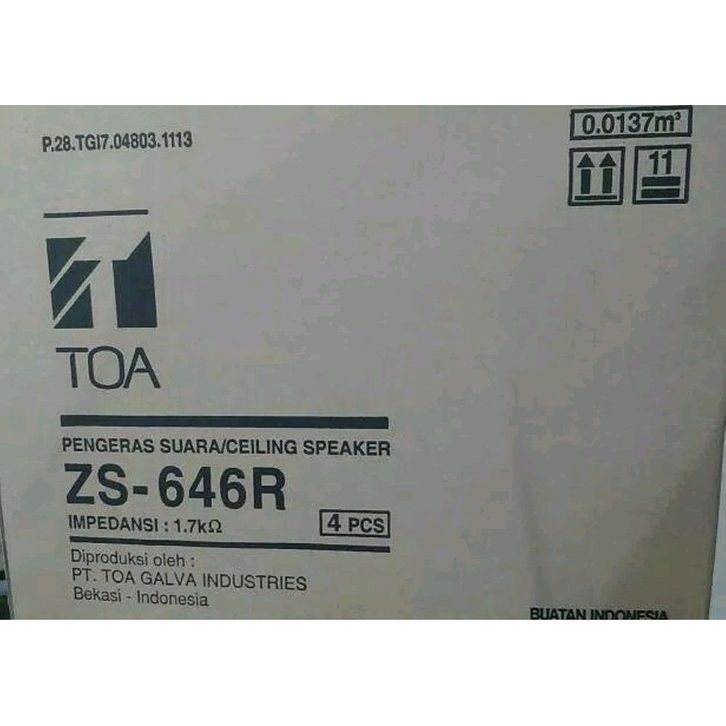 P.28.TGI7.04803.1113
0.0137m³
11
TOA
PENGERAS SUARA/CEILING SPEAKER
ZS-646R
IMPEDANSI : 1.7kΩ
4 PCS
Diproduksi oleh :
PT. TOA GALVA INDUSTRIES
Bekasi - Indonesia
BUATAN INDONESIA